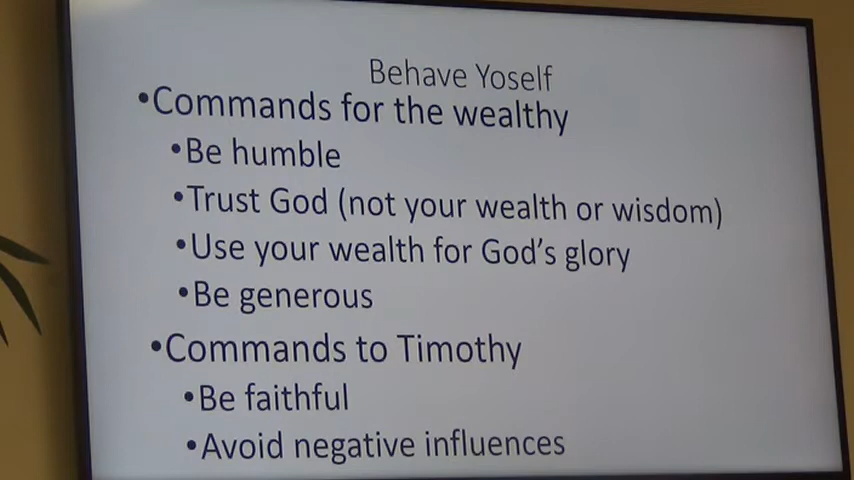 Behave Yoself
•Commands for the wealthy
•Be humble
•Trust God (not your wealth or wisdom)
•Use your wealth for God's glory
•Be generous
•Commands to Timothy
•Be faithful
•Avoid negative influences